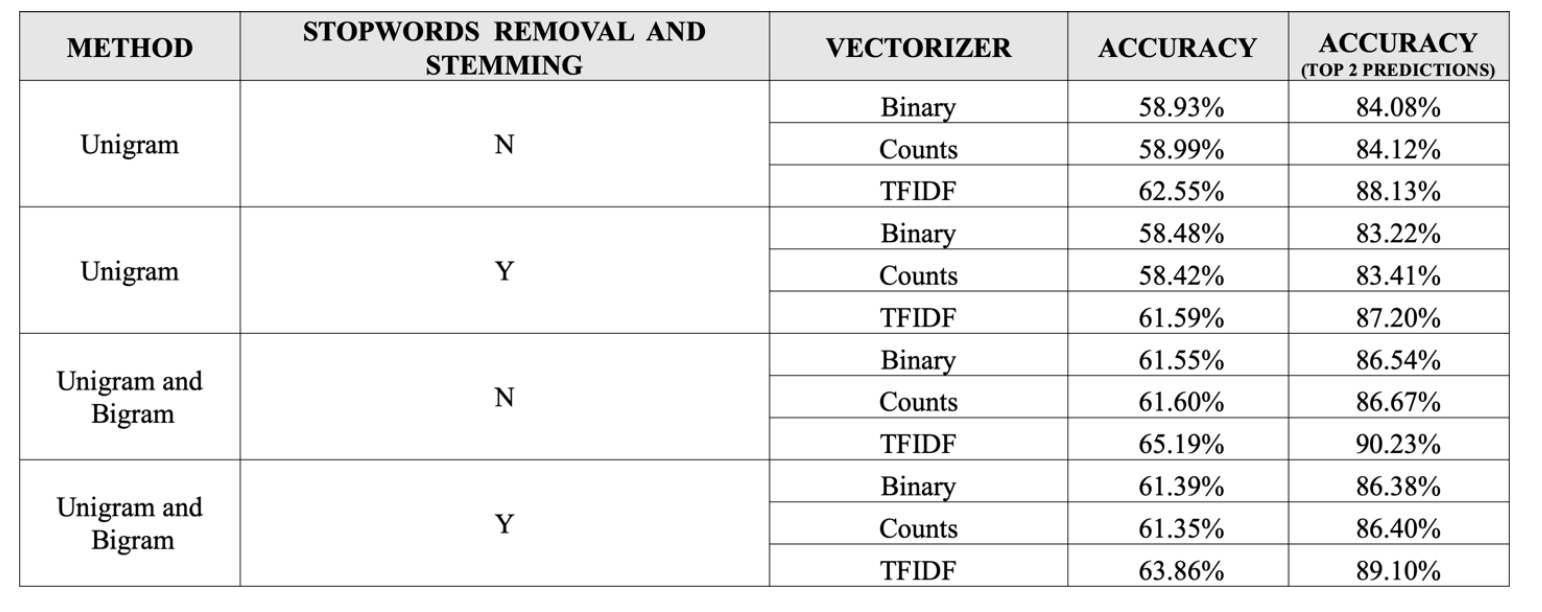 METHOD STOPWORDS REMOVAL AND STEMMING VECTORIZER ACCURACY ACCURACY (TOP 2 PREDICTIONS)
Unigram N Binary 58.93% 84.08%
Counts 58.99% 84.12%
TFIDF 62.55% 88.13%
Unigram Y Binary 58.48% 83.22%
Counts 58.42% 83.41%
TFIDF 61.59% 87.20%
Unigram and Bigram N Binary 61.55% 86.54%
Counts 61.60% 86.67%
TFIDF 65.19% 90.23%
Unigram and Bigram Y Binary 61.39% 86.38%
Counts 61.35% 86.40%
TFIDF 63.86% 89.10%